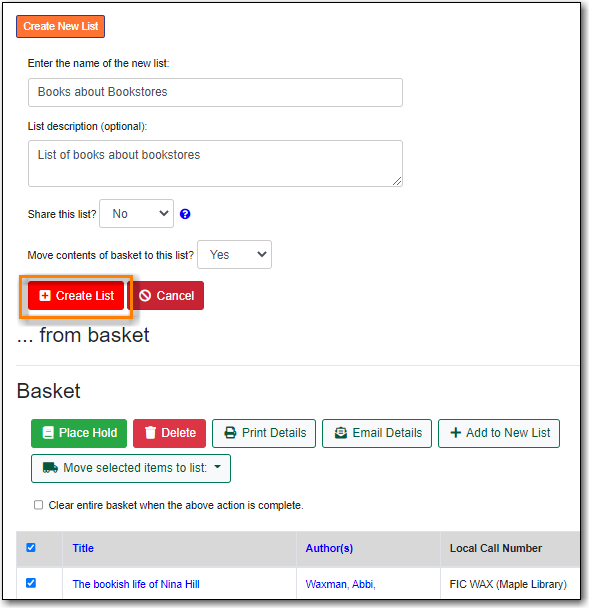 Create New List
Enter the name of the new list:
Books about Bookstores
List description (optional):
List of books about bookstores
Share this list? No
Move contents of basket to this list? Yes
Create List Cancel
... from basket
Basket
Place Hold Delete Print Details Email Details Add to New List
Move selected items to list:
Clear entire basket when the above action is complete.
Title Author(s) Local Call Number
The bookish life of Nina Hill Waxman, Abbi, FIC WAX (Maple Library)